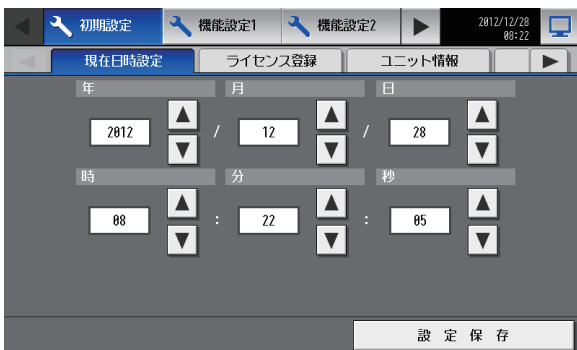 初期設定 機能設定1 機能設定2 2012/12/28
08:22
現在日時設定 ライセンス登録 ユニット情報
年 月 日
2012 / 12 / 28
時 分 秒
08 : 22 : 05
設定保存